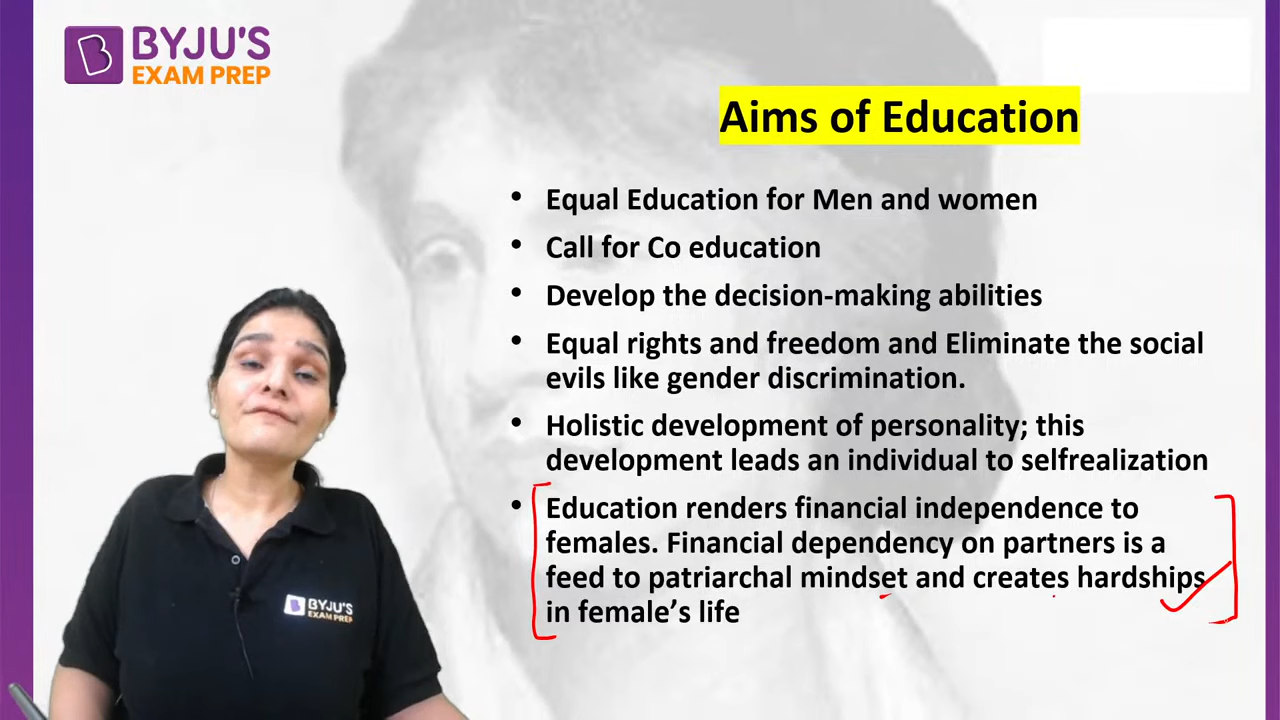 BYJU'S
EXAM PREP
Aims of Education
• Equal Education for Men and women
• Call for Co education
• Develop the decision-making abilities
• Equal rights and freedom and Eliminate the social
evils like gender discrimination.
• Holistic development of personality; this
development leads an individual to selfrealization
• Education renders financial independence to
females. Financial dependency on partners is a
feed to patriarchal mindset and creates hardships
in female’s life
BYJU'S
EXAM PREP